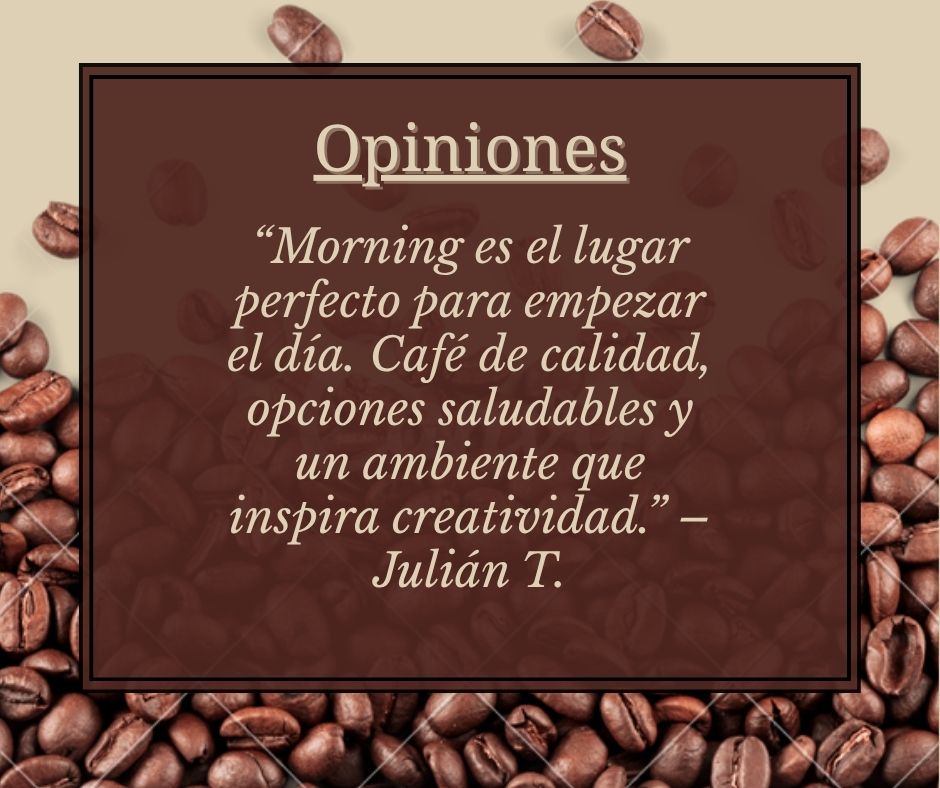 Opiniones
“Morning es el lugar
perfecto para empezar
el día. Café de calidad,
opciones saludables y
un ambiente que
inspira creatividad.” –
Julián T.